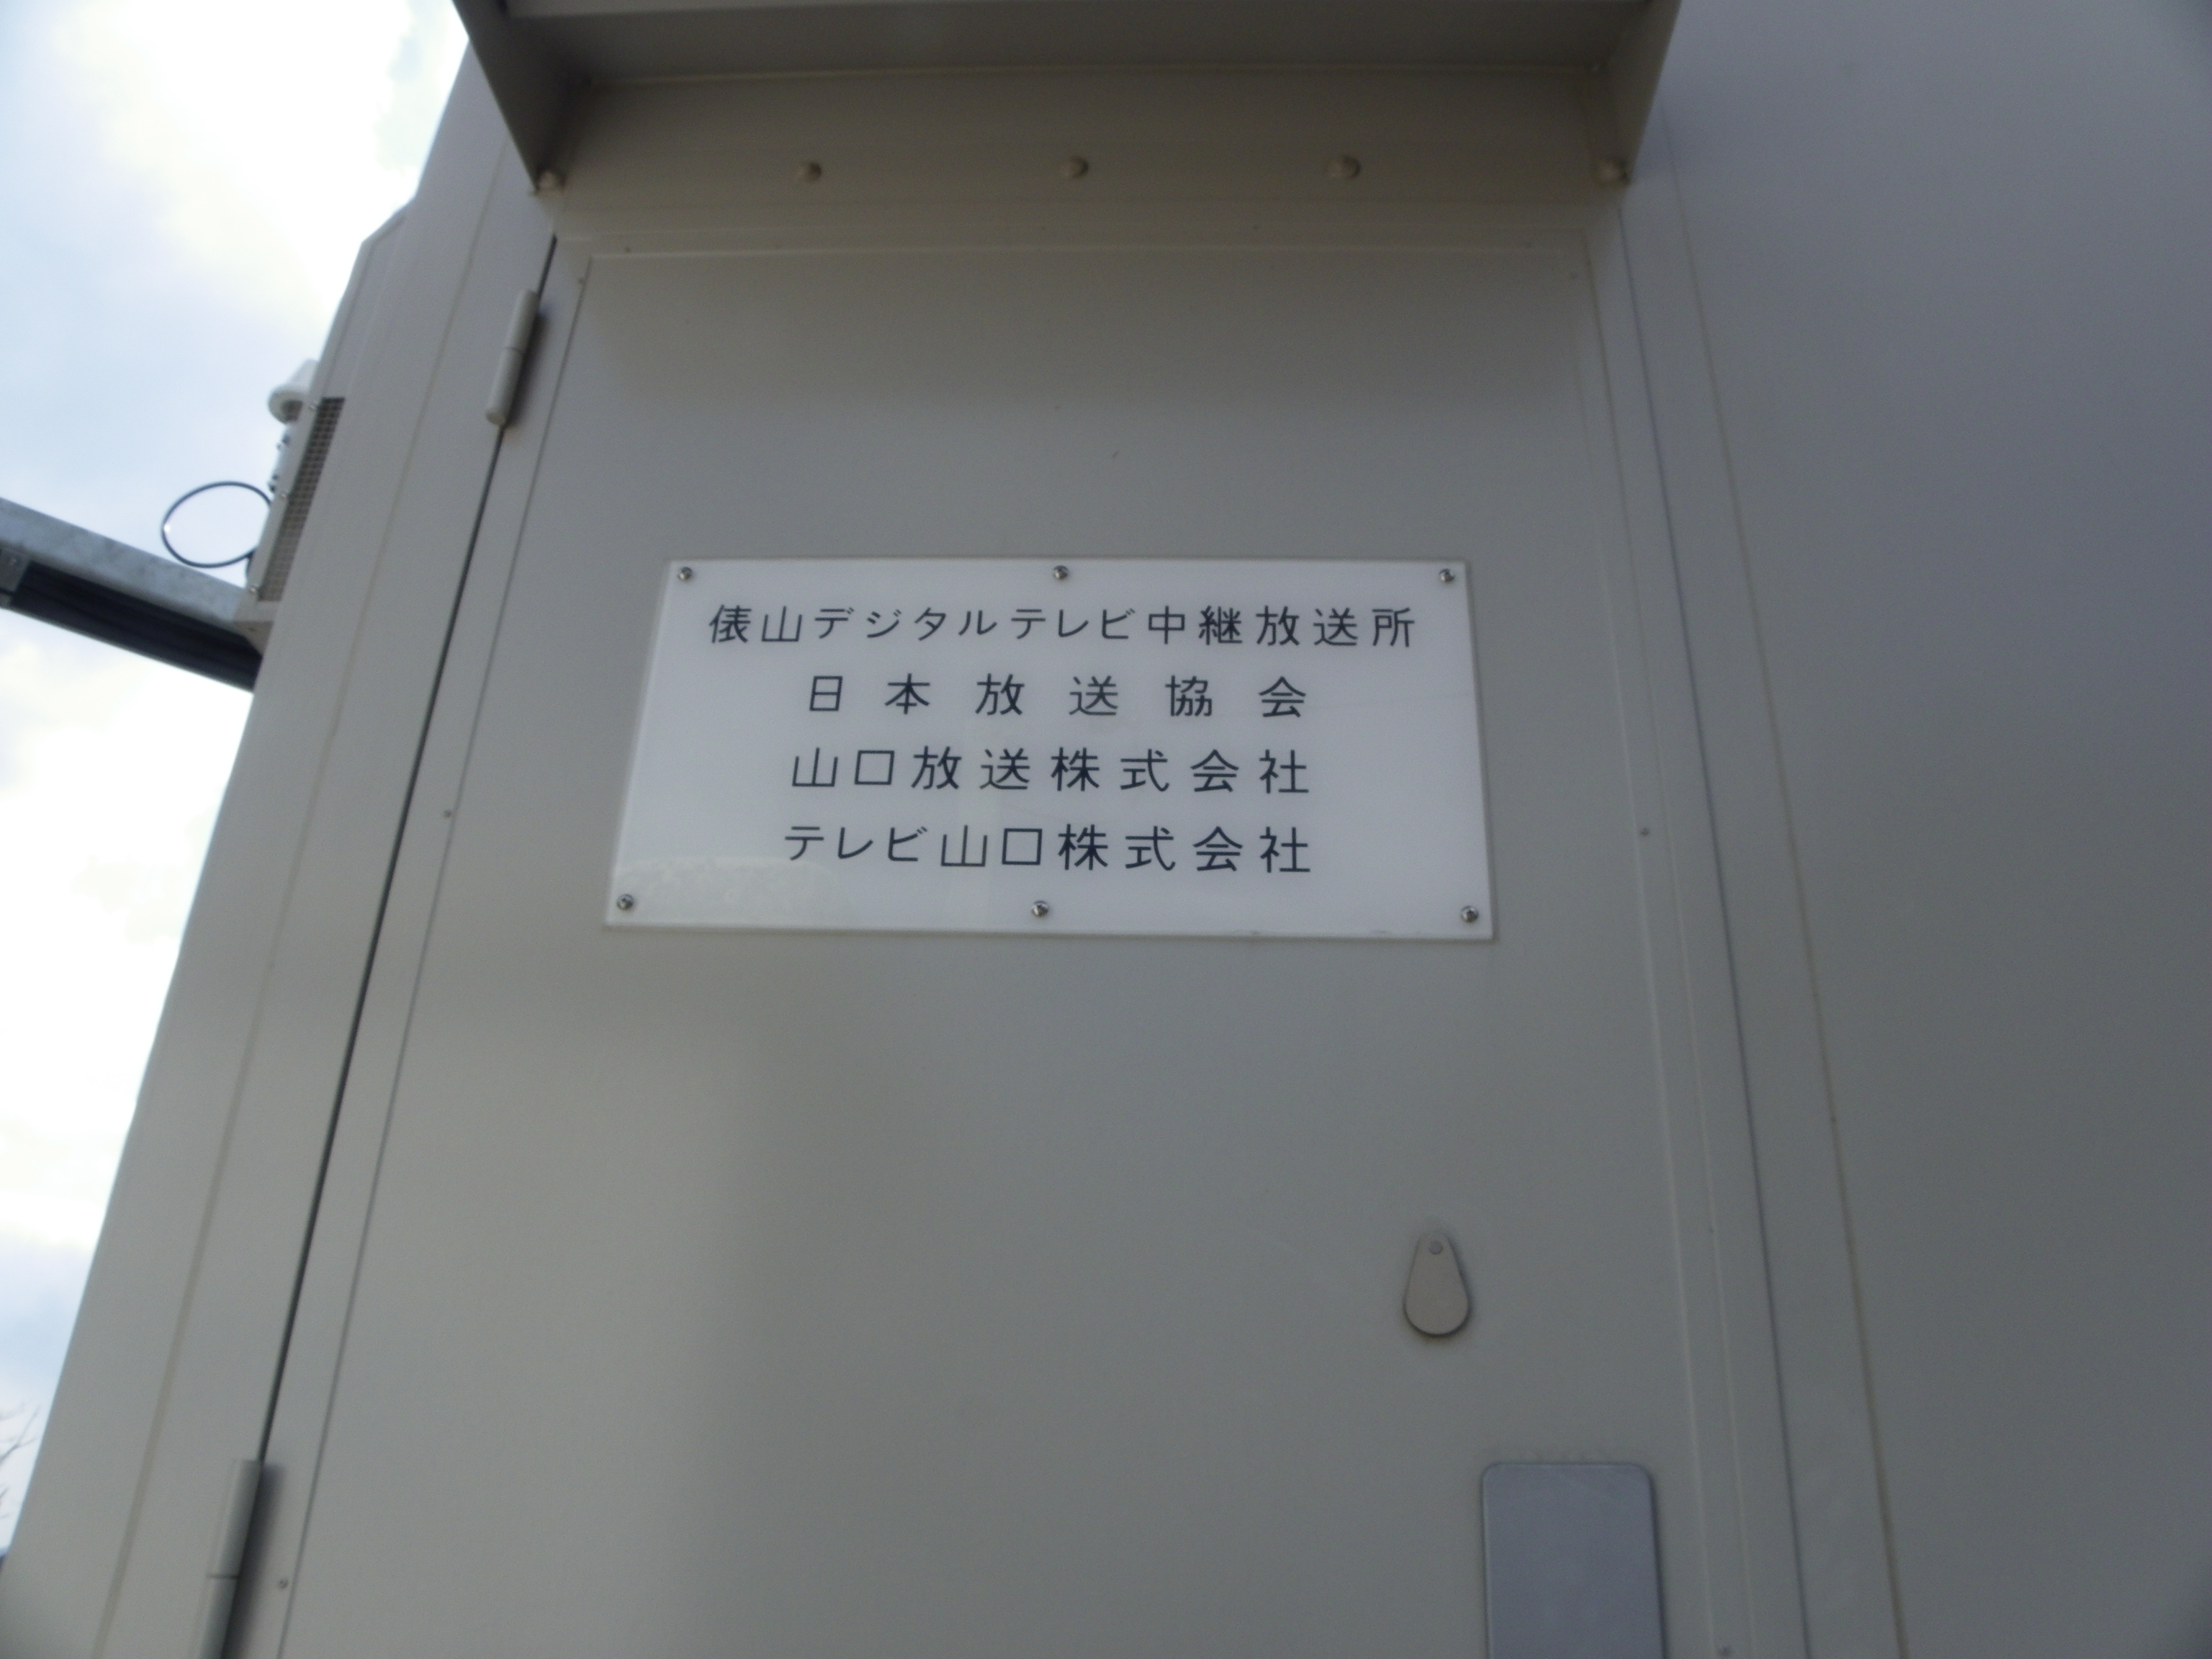 俵山デジタルテレビ中継放送所
日本放送協会
山口放送株式会社
テレビ山口株式会社